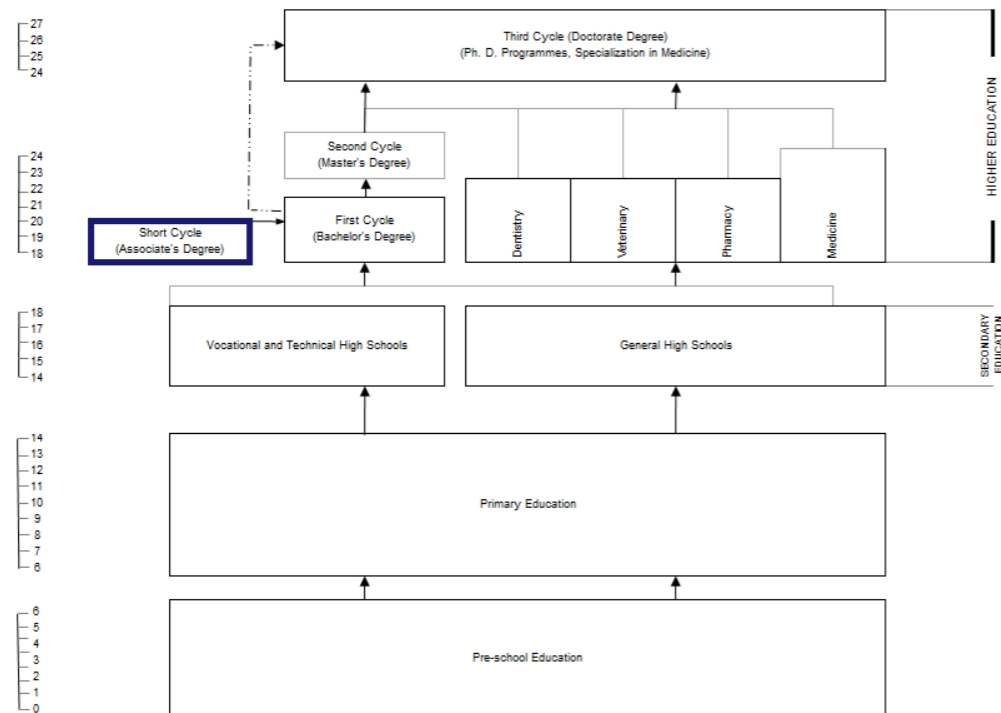 27
26
25
24
Third Cycle (Doctorate Degree)
(Ph. D. Programmes, Specialization in Medicine)
HIGHER EDUCATION
24
23
22
21
20
19
18
Second Cycle
(Master's Degree)
First Cycle
(Bachelor's Degree)
Short Cycle
(Associate's Degree)
Dentistry
Veterinary
Pharmacy
Medicine
18
17
16
15
14
Vocational and Technical High Schools
General High Schools
SECONDARY
EDUCATION
14
13
12
11
10
9
8
7
6
Primary Education
6
5
4
3
2
1
0
Pre-school Education